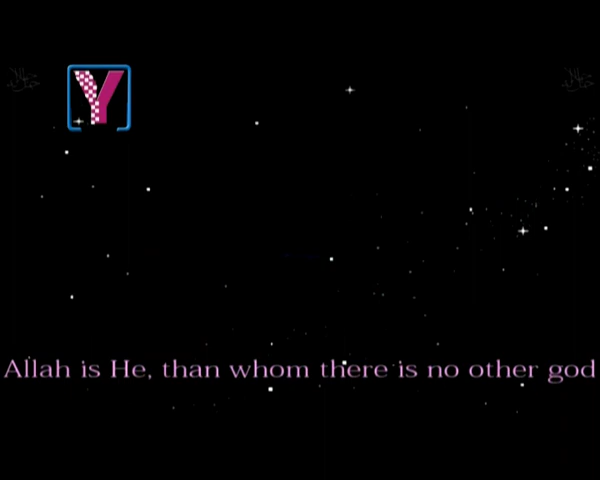 Y
Allah is He, than whom there is no other god